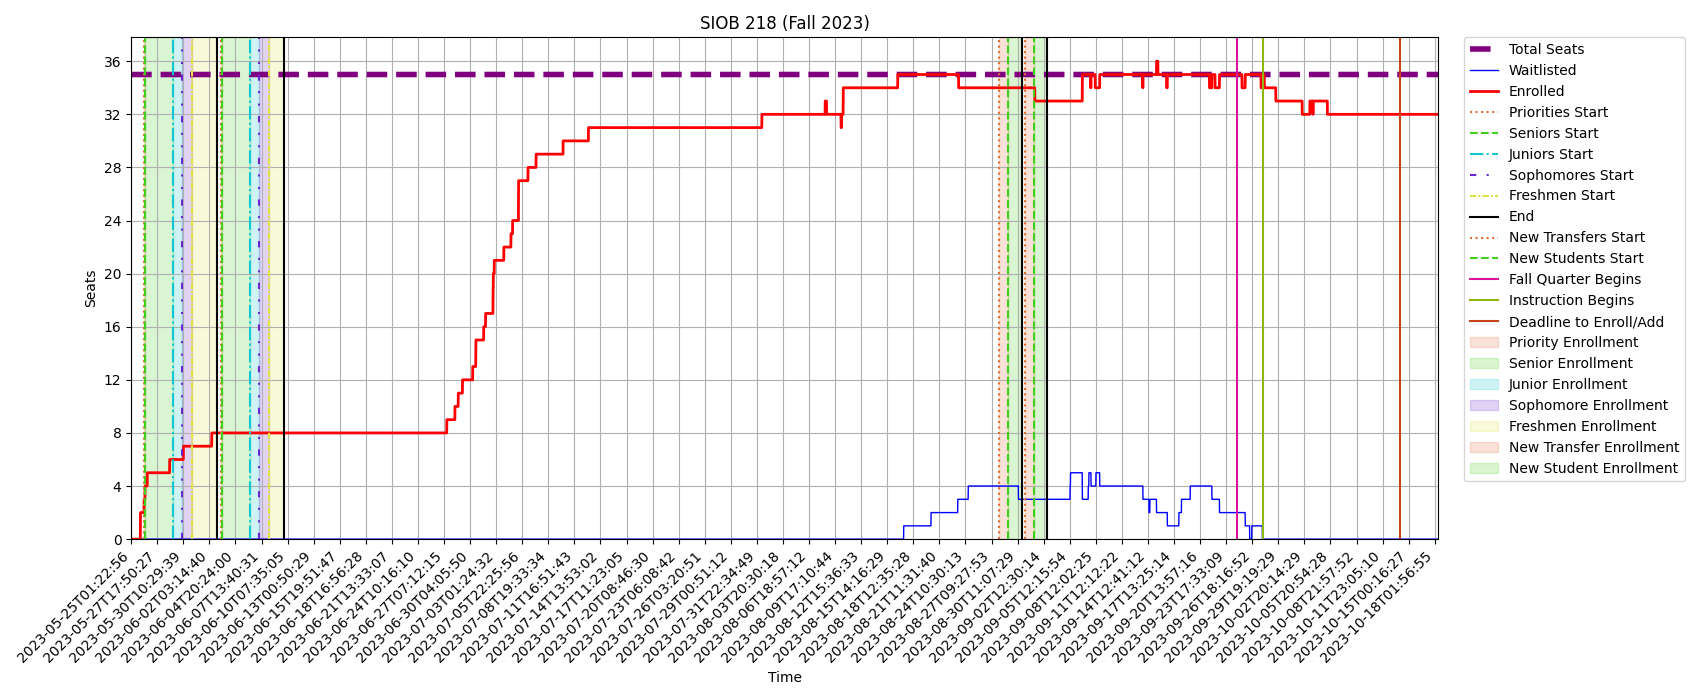 SIOB 218 (Fall 2023)
Seats
36
32
28
24
20
16
12
8
4
0
2023-05-25T01:22:56
2023-05-27T17:50:27
2023-05-30T10:29:39
2023-06-02T03:14:40
2023-06-04T20:24:00
2023-06-07T13:40:31
2023-06-10T07:35:05
2023-06-13T00:50:29
2023-06-15T19:51:47
2023-06-18T16:56:28
2023-06-21T13:33:07
2023-06-24T10:16:10
2023-06-27T07:12:15
2023-06-30T04:05:50
2023-07-03T01:24:32
2023-07-05T22:25:56
2023-07-08T19:33:34
2023-07-11T16:51:43
2023-07-14T13:53:02
2023-07-17T11:23:05
2023-07-20T08:46:30
2023-07-23T06:08:42
2023-07-26T03:20:51
2023-07-29T00:51:12
2023-07-31T22:34:49
2023-08-03T20:30:18
2023-08-06T18:57:12
2023-08-09T17:10:44
2023-08-12T15:36:33
2023-08-15T14:16:29
2023-08-18T12:35:28
2023-08-21T11:31:40
2023-08-24T10:30:13
2023-08-27T09:27:53
2023-08-30T11:07:29
2023-09-02T12:30:14
2023-09-05T12:15:54
2023-09-08T12:02:25
2023-09-11T12:12:22
2023-09-14T12:41:12
2023-09-17T13:25:14
2023-09-20T13:57:16
2023-09-23T17:33:09
2023-09-26T18:16:52
2023-09-29T19:19:29
2023-10-02T20:14:29
2023-10-05T20:54:28
2023-10-08T21:57:52
2023-10-11T23:05:10
2023-10-15T00:16:27
2023-10-18T01:56:55
Time
Total Seats
Waitlisted
Enrolled
Priorities Start
Seniors Start
Juniors Start
Sophomores Start
Freshmen Start
End
New Transfers Start
New Students Start
Fall Quarter Begins
Instruction Begins
Deadline to Enroll/Add
Priority Enrollment
Senior Enrollment
Junior Enrollment
Sophomore Enrollment
Freshmen Enrollment
New Transfer Enrollment
New Student Enrollment